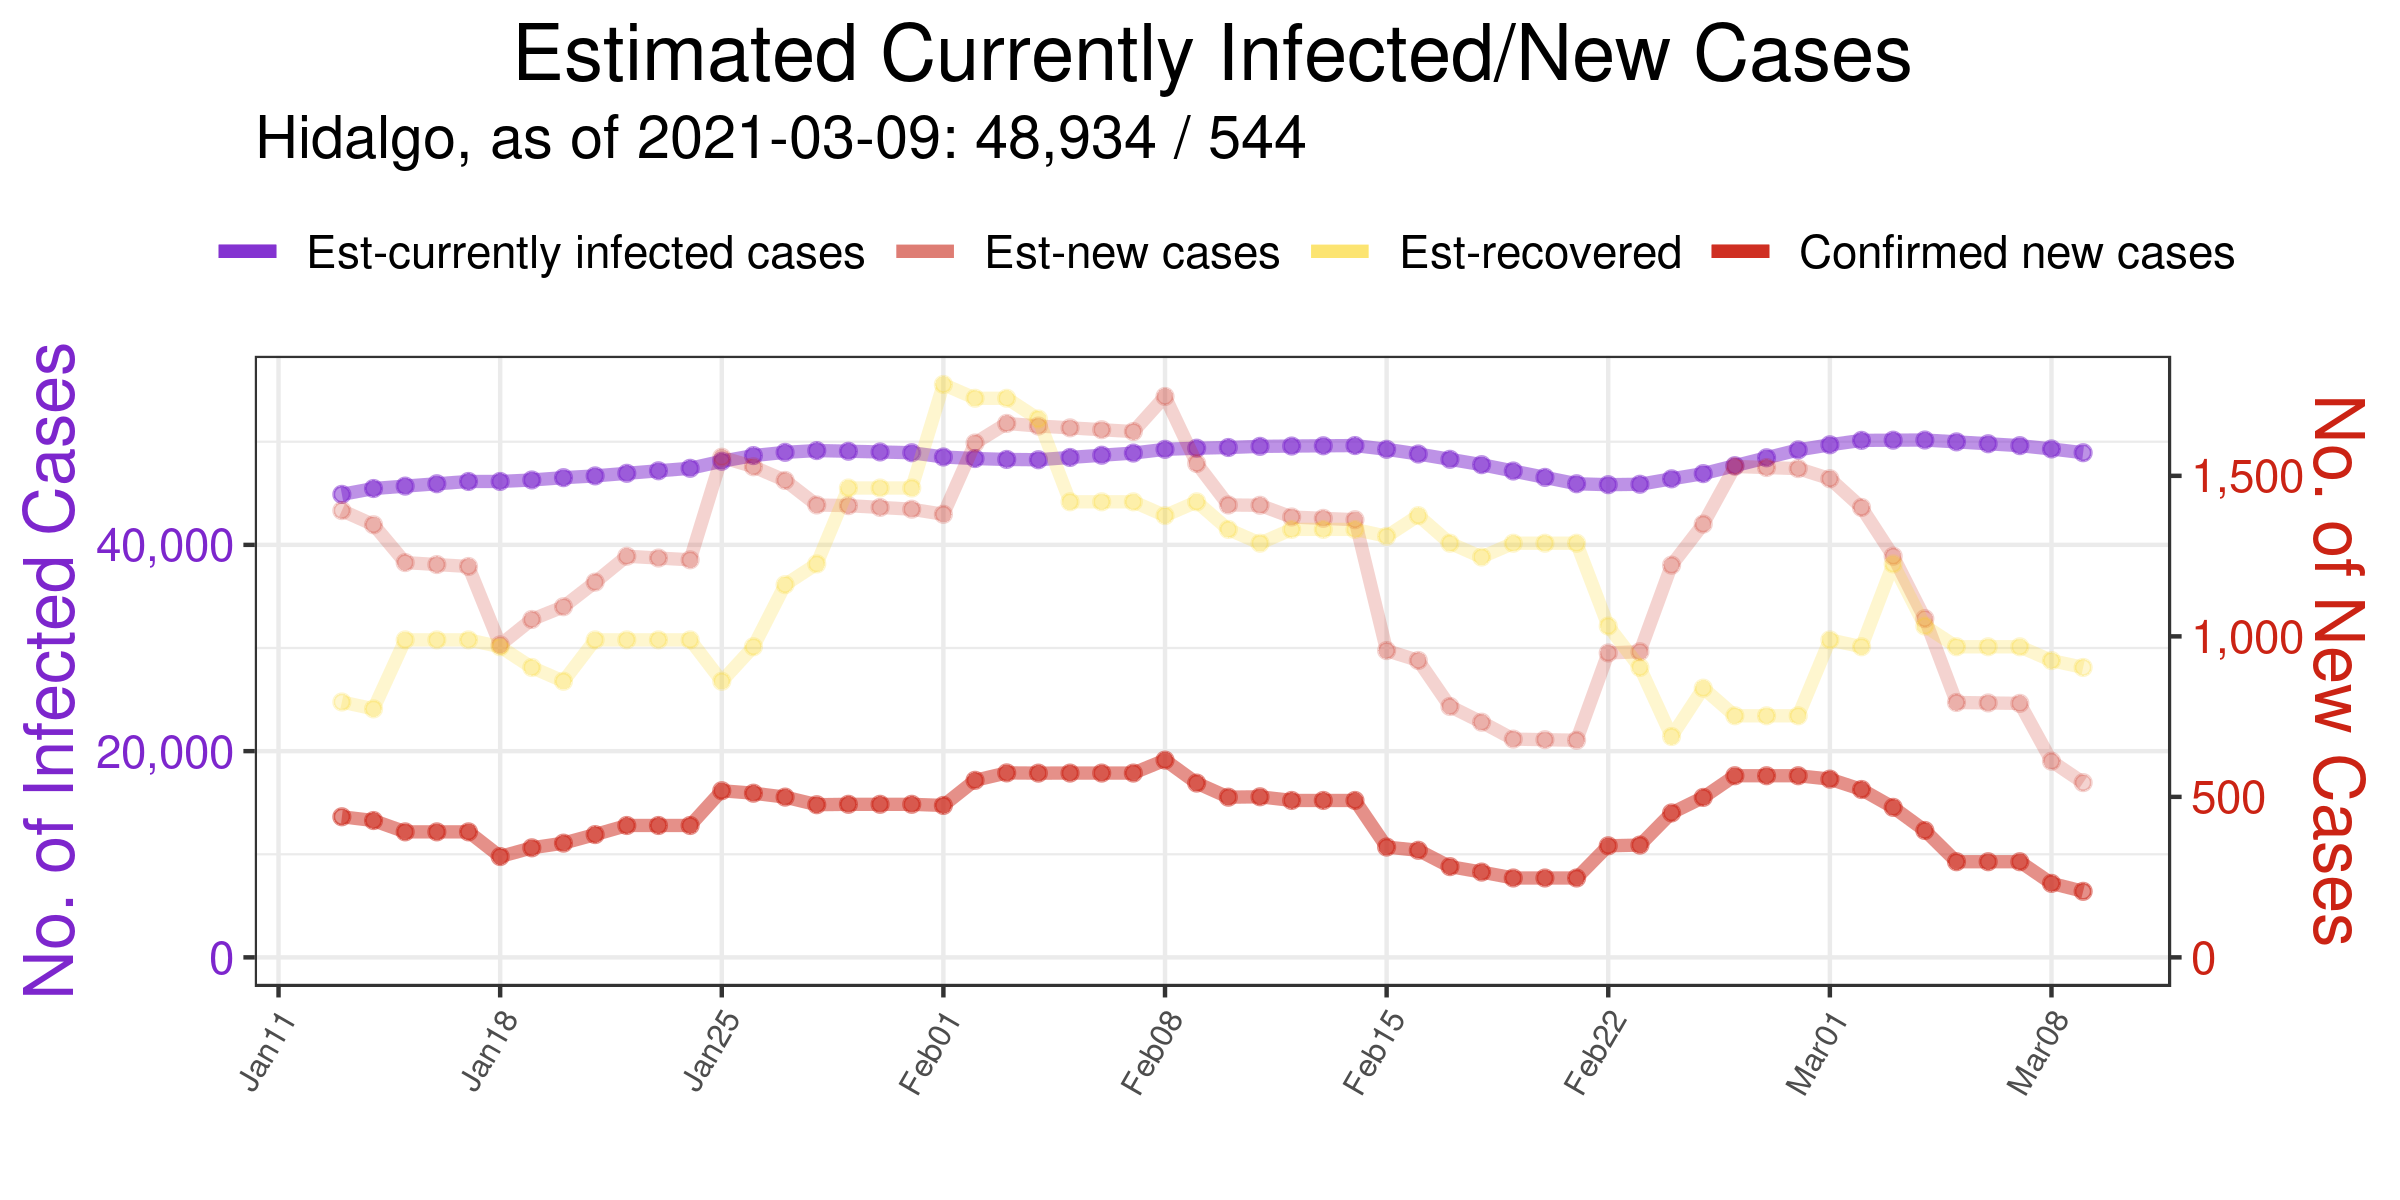 Estimated Currently Infected/New Cases
Hidalgo, as of 2021-03-09: 48,934 / 544
Est-currently infected cases Est-new cases Est-recovered Confirmed new cases
No. of Infected Cases
40,000
20,000
0
1,500
1,000
500
0
No. of New Cases
Jan11 Jan18 Jan25 Feb01 Feb08 Feb15 Feb22 Mar01 Mar08